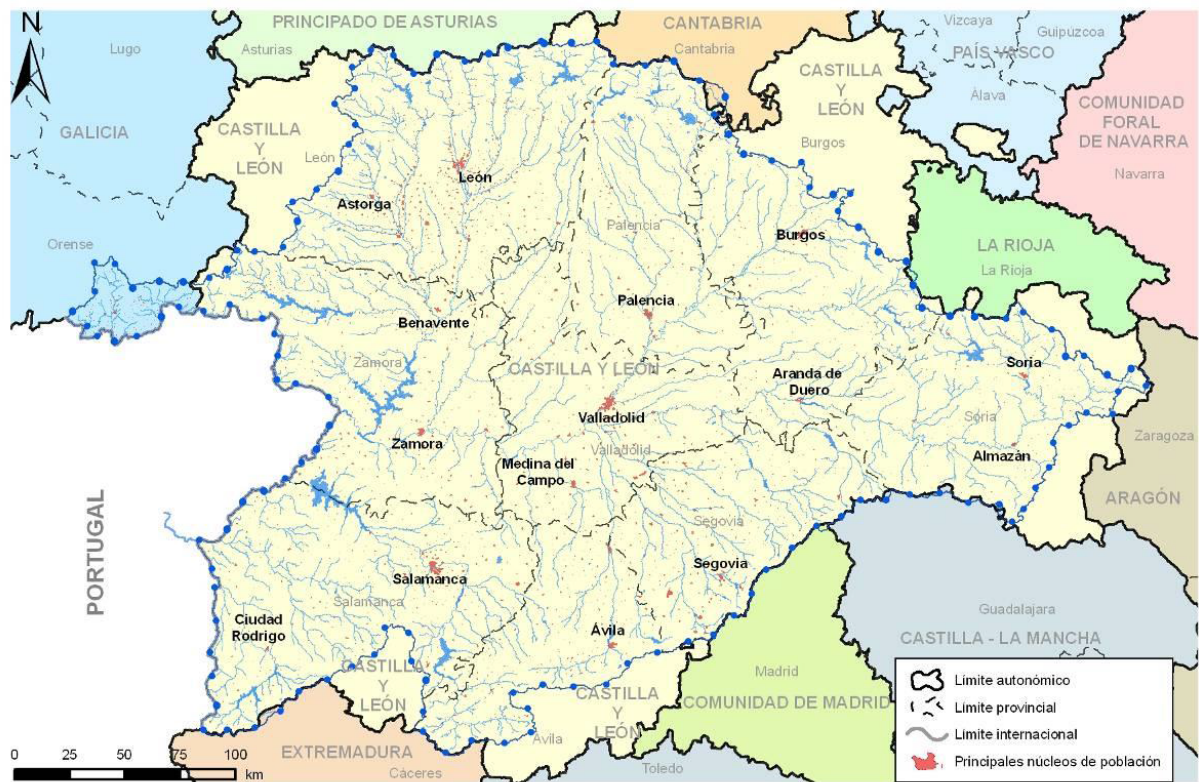 N
PRINCIPADO DE ASTURIAS
CANTABRIA
Vizcaya
Guipúzcoa
Lugo
Asturias
Cantabria
PAÍS VASCO
CASTILLA
Y
LEÓN
Álava
COMUNIDAD
FORAL
DE NAVARRA
GALICIA
CASTILLA
Y
LEÓN
León
Burgos
León
Navarra
Astorga
Palencia
Burgos
Orense
LA RIOJA
La Rioja
Palencia
Benavente
Zamora
CASTILLA Y LEÓN
Aranda de
Duero
Soria
Valladolid
Soria
Zamora
Valladolid
Zaragoza
Medina del
Campo
Almazán
ARAGÓN
Segovia
PORTUGAL
Segovia
Salamanca
Salamanca
Guadalajara
Ciudad
Rodrigo
Ávila
CASTILLA - LA MANCHA
CASTILLA
Y
LEÓN
Madrid
CASTILLA
Y
LEÓN
COMUNIDAD DE MADRID
Ávila
EXTREMADURA
Cáceres
Toledo
0 25 50 75 100
km
Límite autonómico
Límite provincial
Límite internacional
Principales núcleos de población